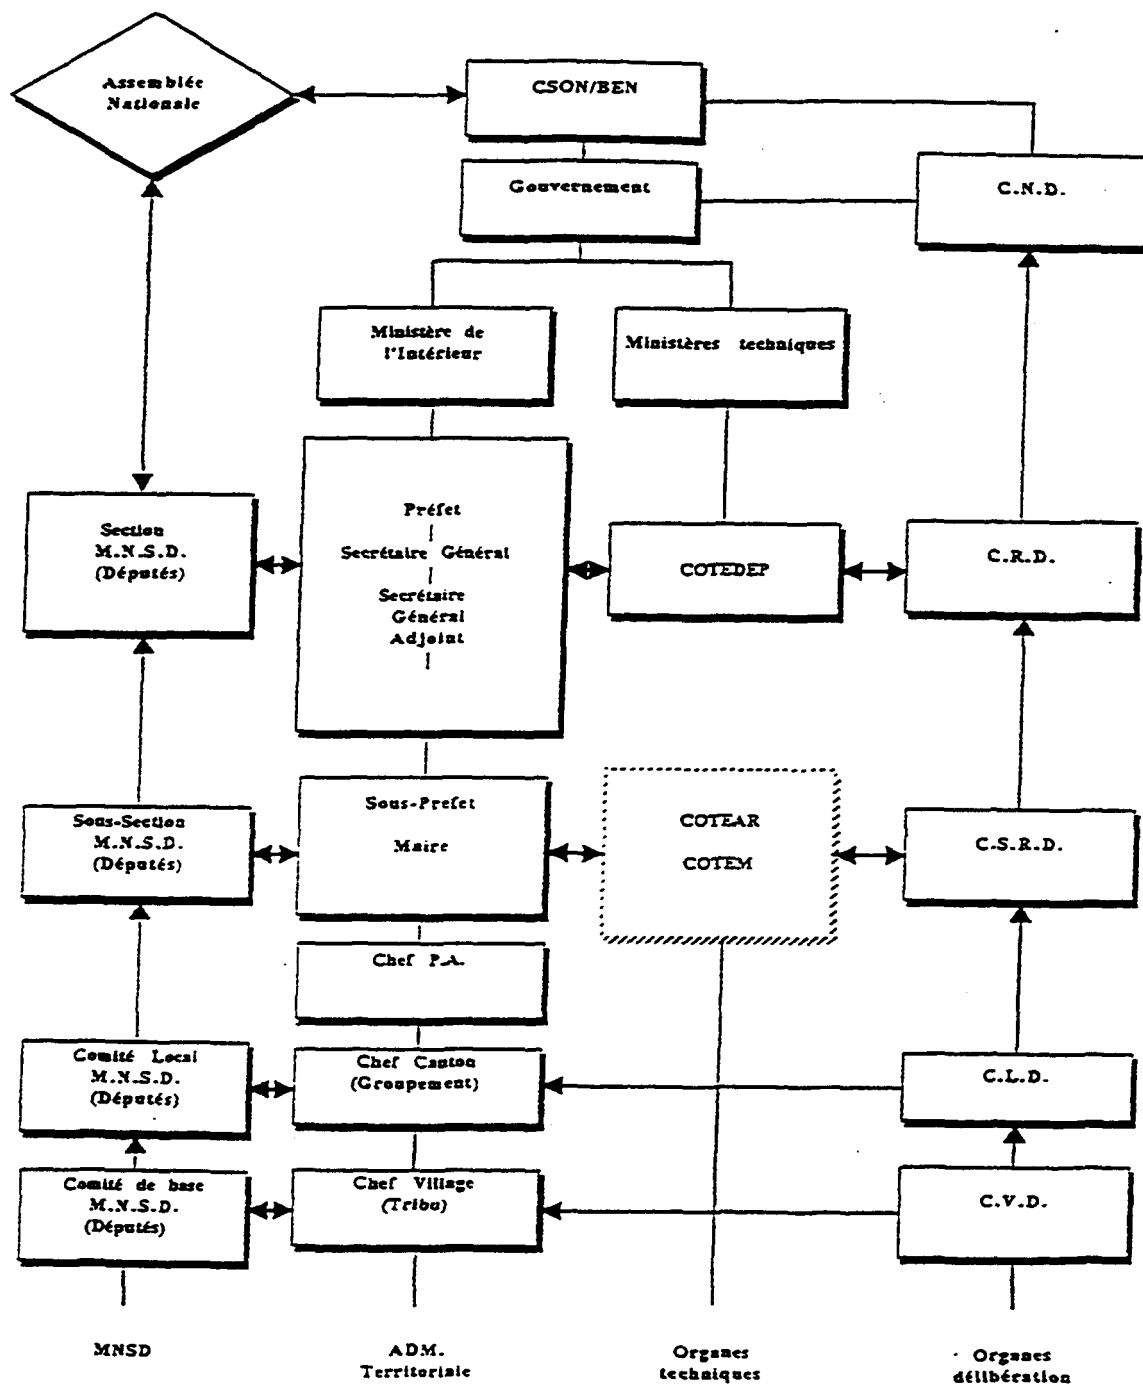 Assemblée
Nationale
CSON/BEN
Gouvernement
C.N.D.
Ministère de
l'Intérieur
Ministères techniques
Section
M.N.S.D.
(Députés)
Préfet
Secrétaire Général
Secrétaire
Général
Adjoint
COTEDEP
C.R.D.
Sous-Section
M.N.S.D.
(Députés)
Sous-Prefet
Maire
COTEAR
COTEM
C.S.R.D.
Chef P.A.
Comité Local
M.N.S.D.
(Députés)
Chef Canton
(Groupement)
C.L.D.
Comité de base
M.N.S.D.
(Députés)
Chef Village
(Tribu)
C.V.D.
MNSD
ADM.
Territoriale
Organes
techniques
Organes
délibération